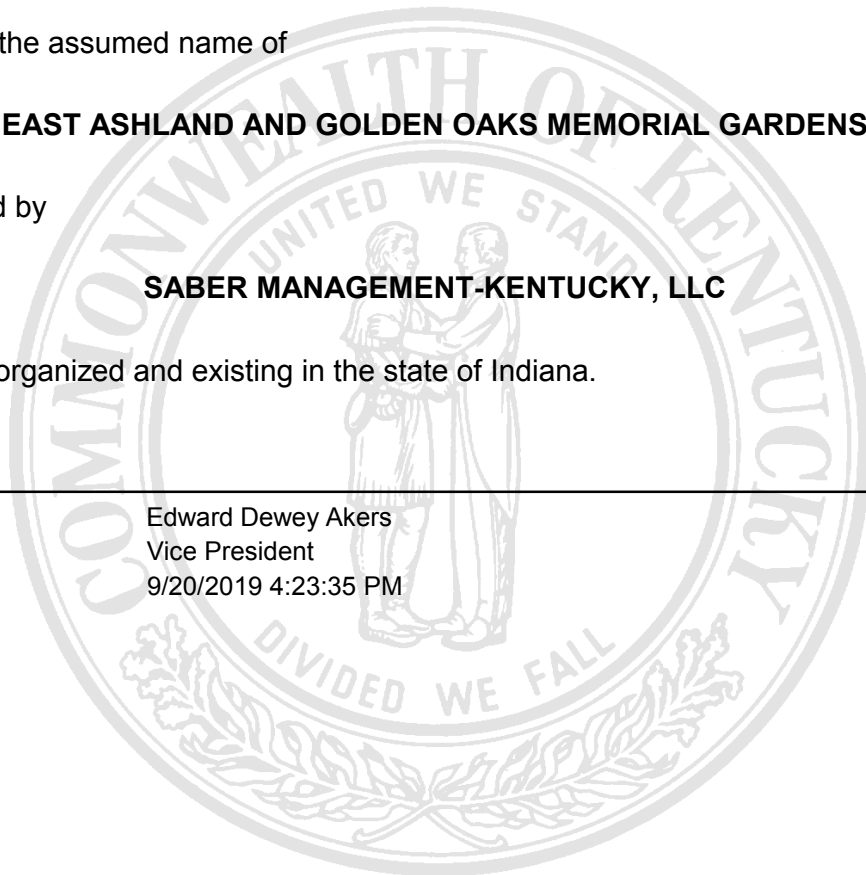 the assumed name of
EAST ASHLAND AND GOLDEN OAKS MEMORIAL GARDENS
d by
SABER MANAGEMENT-KENTUCKY, LLC
organized and existing in the state of Indiana.
Edward Dewey Akers
Vice President
9/20/2019 4:23:35 PM
COMMONWEALTH OF KENTUCKY
UNITED WE STAND
DIVIDED WE FALL